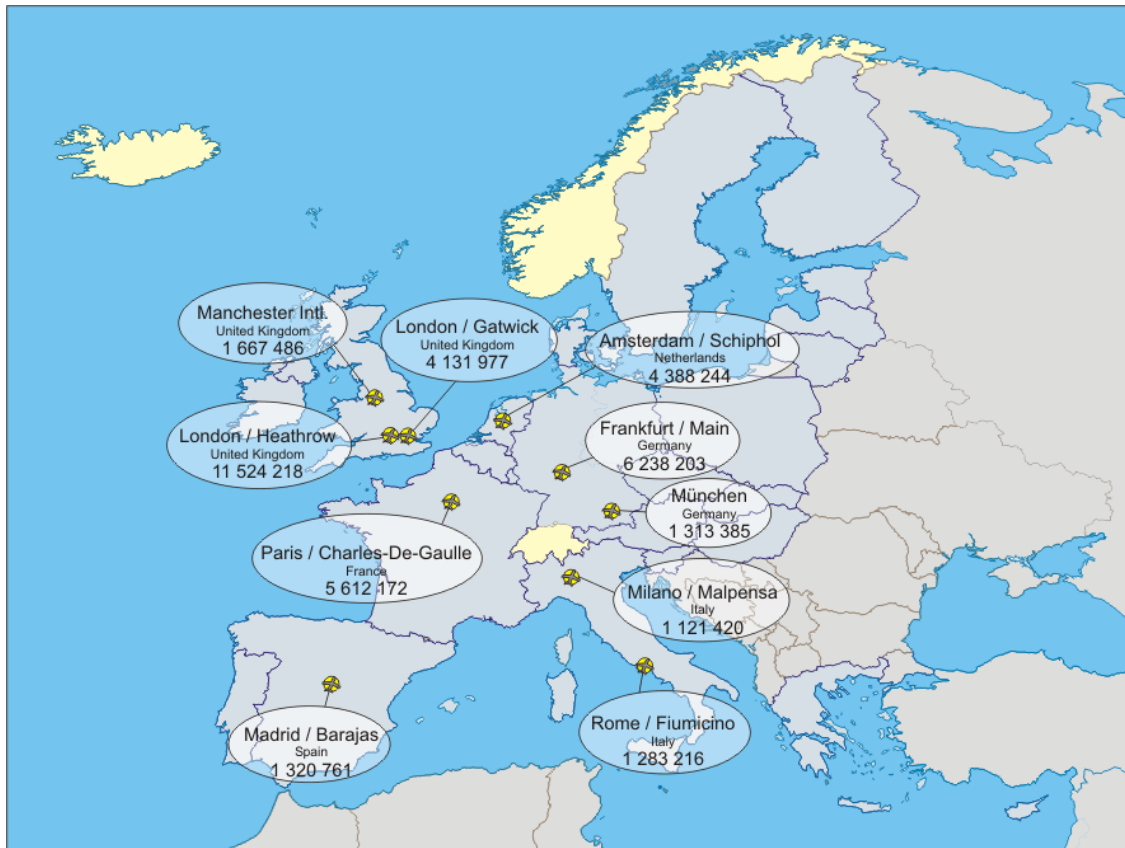 Manchester Intl.
United Kingdom
1 667 486
London / Gatwick
United Kingdom
4 131 977
Amsterdam / Schiphol
Netherlands
4 388 244
London / Heathrow
United Kingdom
11 524 218
Frankfurt / Main
Germany
6 238 203
München
Germany
1 313 385
Paris / Charles-De-Gaulle
France
5 612 172
Milano / Malpensa
Italy
1 121 420
Madrid / Barajas
Spain
1 320 761
Rome / Fiumicino
Italy
1 283 216